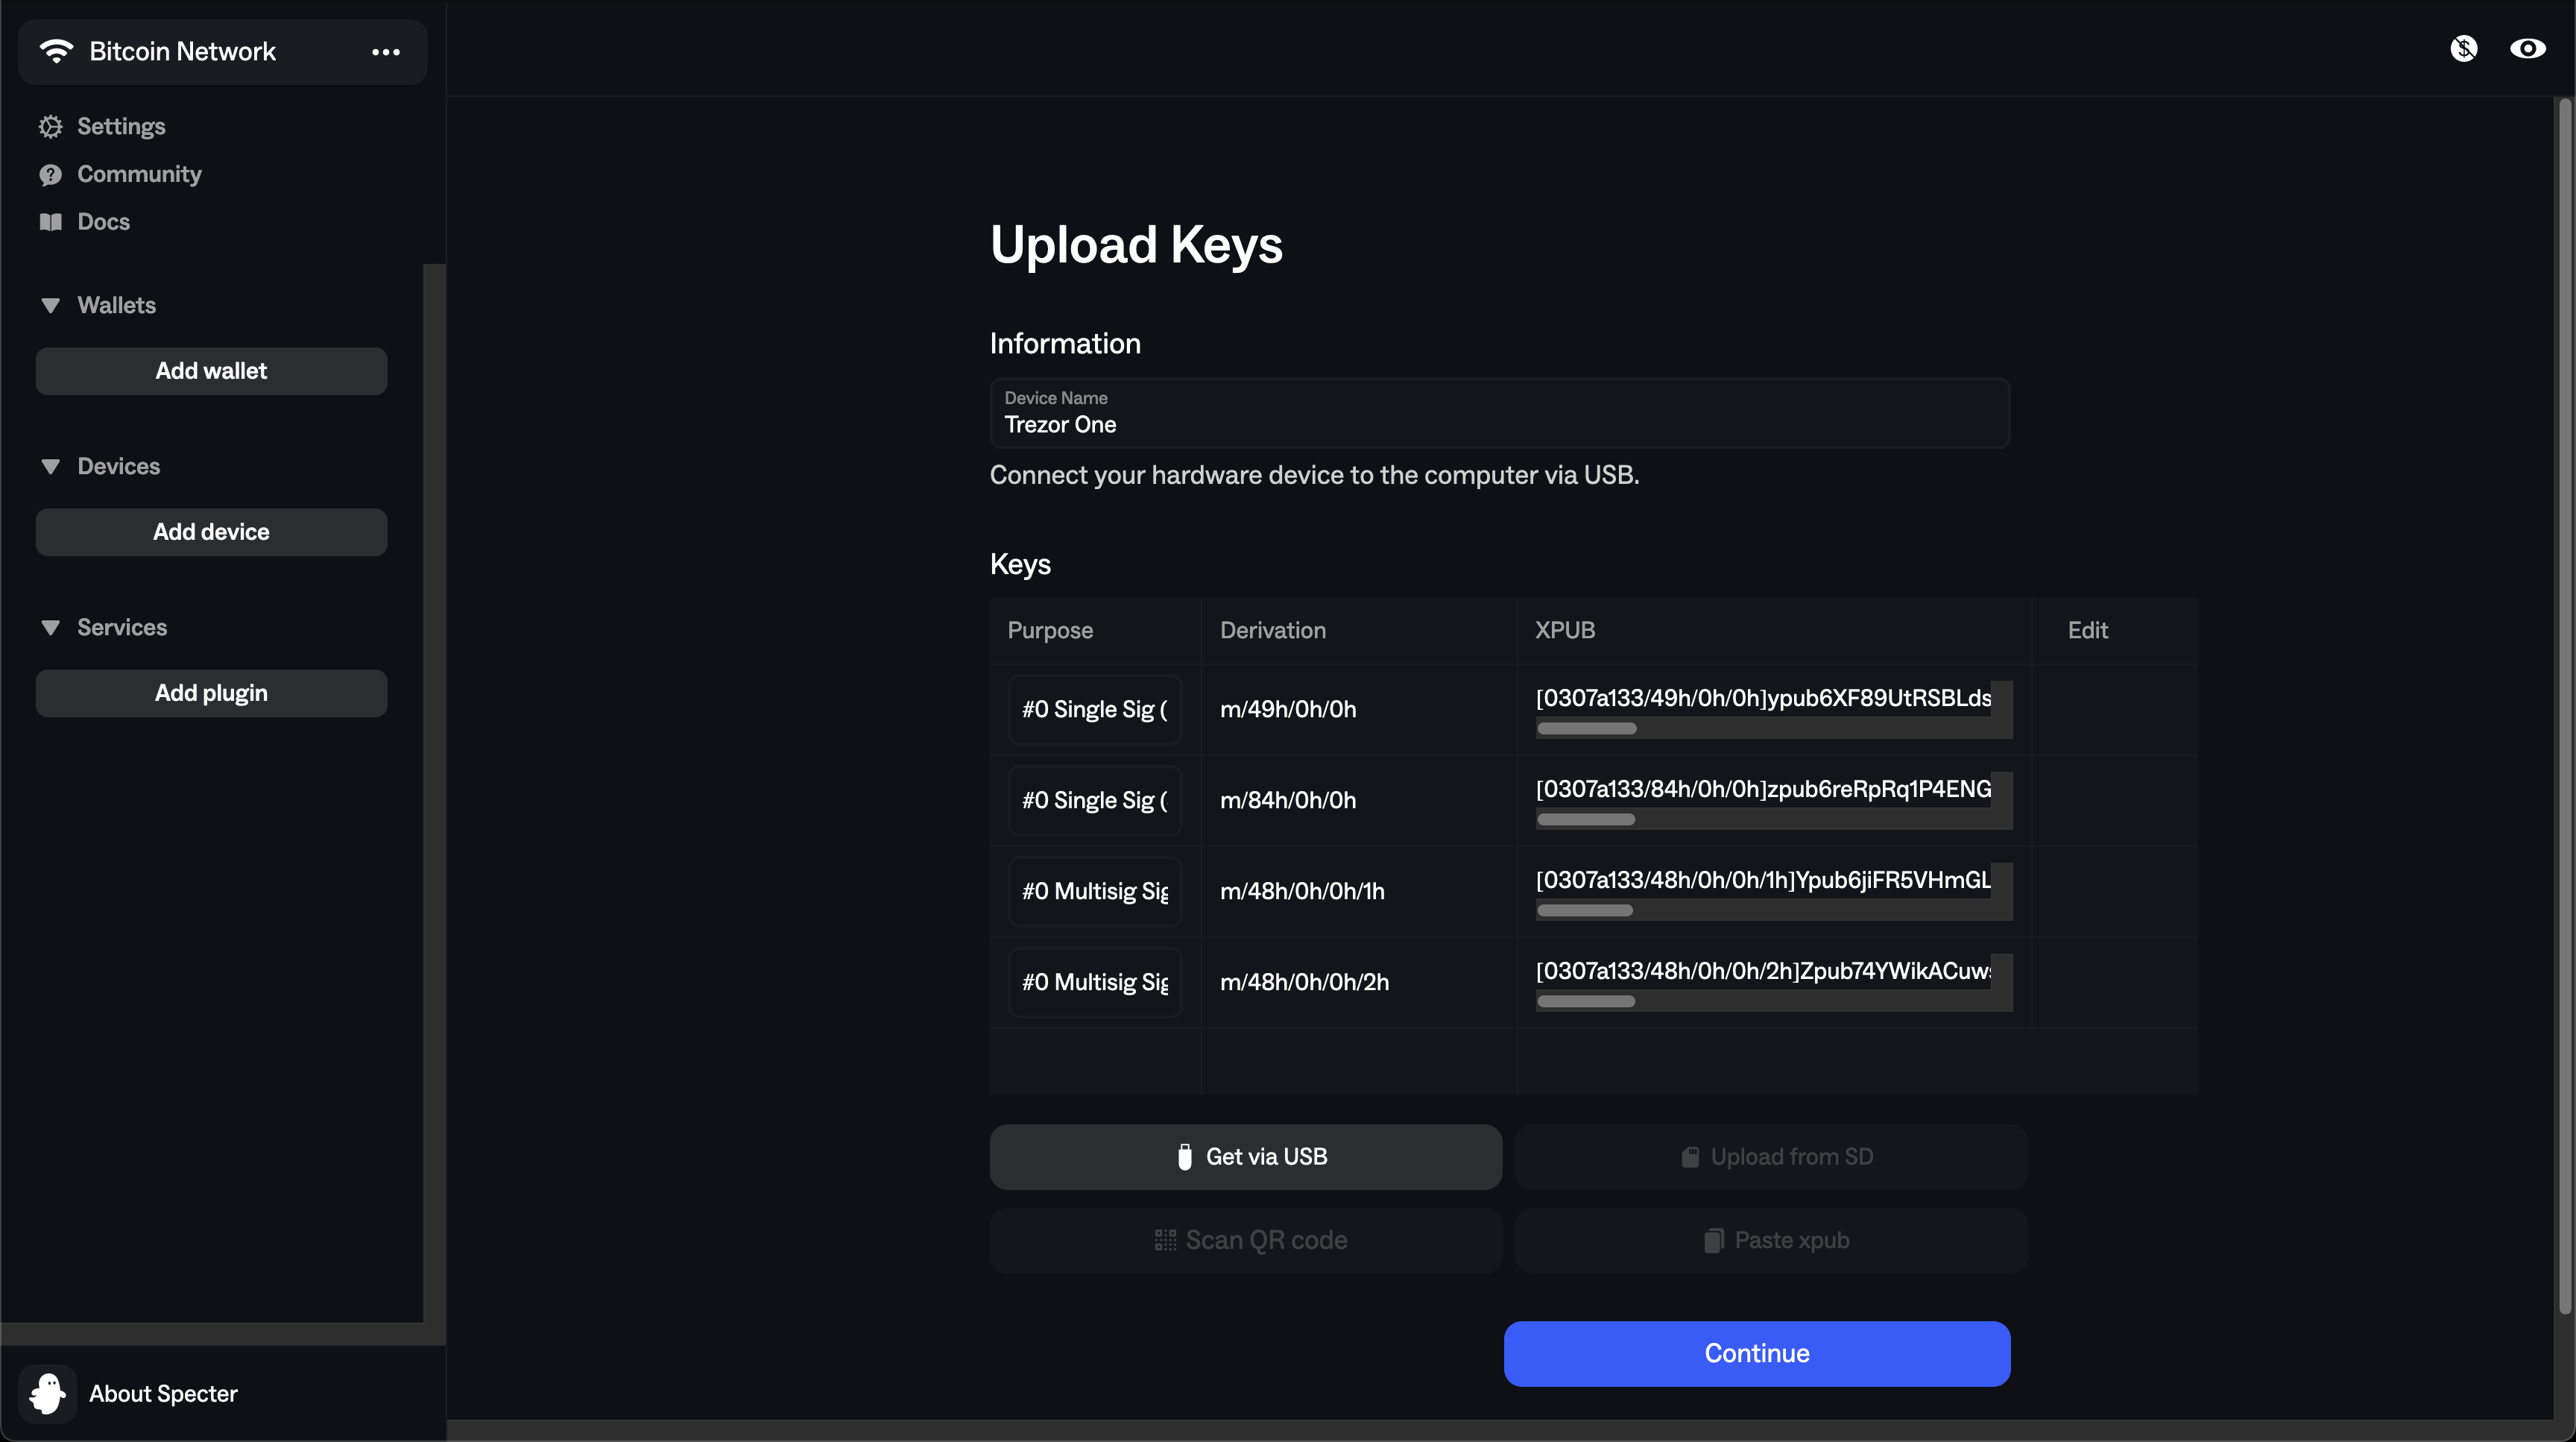 Bitcoin Network
Settings
Community
Docs
Wallets
Add wallet
Devices
Add device
Services
Add plugin
About Specter
Upload Keys
Information
Device Name
Trezor One
Connect your hardware device to the computer via USB.
Keys
Purpose Derivation XPUB Edit
#0 Single Sig ( m/49h/0h/0h [0307a133/49h/0h/0h]ypub6XF89UtRSBLds
#0 Single Sig ( m/84h/0h/0h [0307a133/84h/0h/0h]zpub6reRpRq1P4ENG
#0 Multisig Sig m/48h/0h/0h/1h [0307a133/48h/0h/0h/1h]Ypub6jiFR5VHmGL
#0 Multisig Sig m/48h/0h/0h/2h [0307a133/48h/0h/0h/2h]Zpub74YWikACuws
Get via USB
Upload from SD
Scan QR code
Paste xpub
Continue